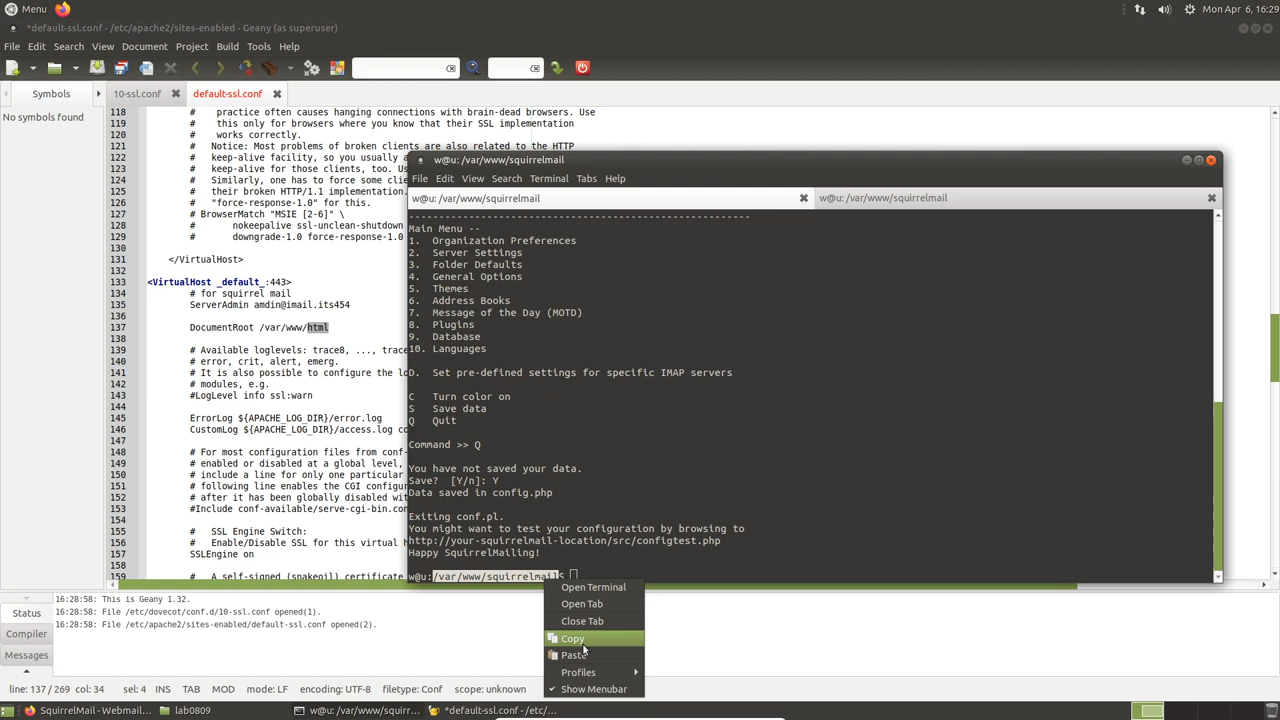 Menu
Mon Apr 6, 16:29
*default-ssl.conf - /etc/apache2/sites-enabled - Geany (as superuser)
File Edit Search View Document Project Build Tools Help
Symbols
10-ssl.conf
default-ssl.conf
No symbols found
118 # practice often causes hanging connections with brain-dead browsers. Use
119 # this only for browsers where you know that their SSL implementation
120 # works correctly.
121 # Notice: Most problems of broken clients are also related to the HTTP
122 # keep-alive facility, so you usually a
123 # keep-alive for those clients, too. Us
124 # Similarly, one has to force some clie
125 # their broken HTTP/1.1 implementation.
126 # "force-response-1.0" for this.
127 # BrowserMatch "MSIE [2-6]" \
128 # nokeepalive ssl-unclean-shutdown
129 # downgrade-1.0 force-response-1.0
130
131 </VirtualHost>
132
133 <VirtualHost _default_:443>
134 # for squirrel mail
135 ServerAdmin amdin@imail.its454
136
137 DocumentRoot /var/www/html
138
139 # Available loglevels: trace8, ..., trace
140 # error, crit, alert, emerg.
141 # It is also possible to configure the lo
142 # modules, e.g.
143 #LogLevel info ssl:warn
144
145 ErrorLog ${APACHE_LOG_DIR}/error.log
146 CustomLog ${APACHE_LOG_DIR}/access.log co
147
148 # For most configuration files from conf-
149 # enabled or disabled at a global level,
150 # include a line for only one particular
151 # following line enables the CGI configur
152 # after it has been globally disabled wit
153 #Include conf-available/serve-cgi-bin.con
154
155 # SSL Engine Switch:
156 # Enable/Disable SSL for this virtual h
157 SSLEngine on
158
159 # A self-signed (snakeoil) certificate
w@u: /var/www/squirrelmail
File Edit View Search Terminal Tabs Help
w@u: /var/www/squirrelmail
w@u: /var/www/squirrelmail
---------------------------------------------------------
Main Menu --
1. Organization Preferences
2. Server Settings
3. Folder Defaults
4. General Options
5. Themes
6. Address Books
7. Message of the Day (MOTD)
8. Plugins
9. Database
10. Languages
D. Set pre-defined settings for specific IMAP servers
C Turn color on
S Save data
Q Quit
Command >> Q
You have not saved your data.
Save? [Y/n]: Y
Data saved in config.php
Exiting conf.pl.
You might want to test your configuration by browsing to
http://your-squirrelmail-location/src/configtest.php
Happy SquirrelMailing!
w@u:/var/www/squirrelmail$
Open Terminal
Open Tab
Close Tab
Copy
Paste
Profiles
Show Menubar
Status
Compiler
Messages
16:28:58: This is Geany 1.32.
16:28:58: File /etc/dovecot/conf.d/10-ssl.conf opened(1).
16:28:58: File /etc/apache2/sites-enabled/default-ssl.conf opened(2).
line: 137 / 269 col: 34 sel: 4 INS TAB MOD mode: LF encoding: UTF-8 filetype: Conf scope: unknown
SquirrelMail - Webmail...
lab0809
w@u: /var/www/squirr...
*default-ssl.conf - /etc/...